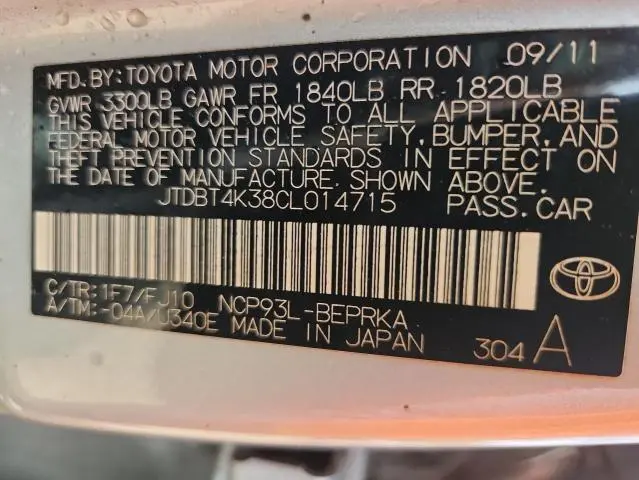 MFD. BY: TOYOTA MOTOR CORPORATION 09/11
GVWR 3300LB GAWR FR 1840LB RR 1820LB
THIS VEHICLE CONFORMS TO ALL APPLICABLE
FEDERAL MOTOR VEHICLE SAFETY, BUMPER, AND
THEFT PREVENTION STANDARDS IN EFFECT ON
THE DATE OF MANUFACTURE SHOWN ABOVE.
JTDBT4K38CL014715 PASS.CAR
C/TR: 1F7/FJ10 NCP93L-BEPRKA
A/TM: -04A/U340E MADE IN JAPAN 304 A